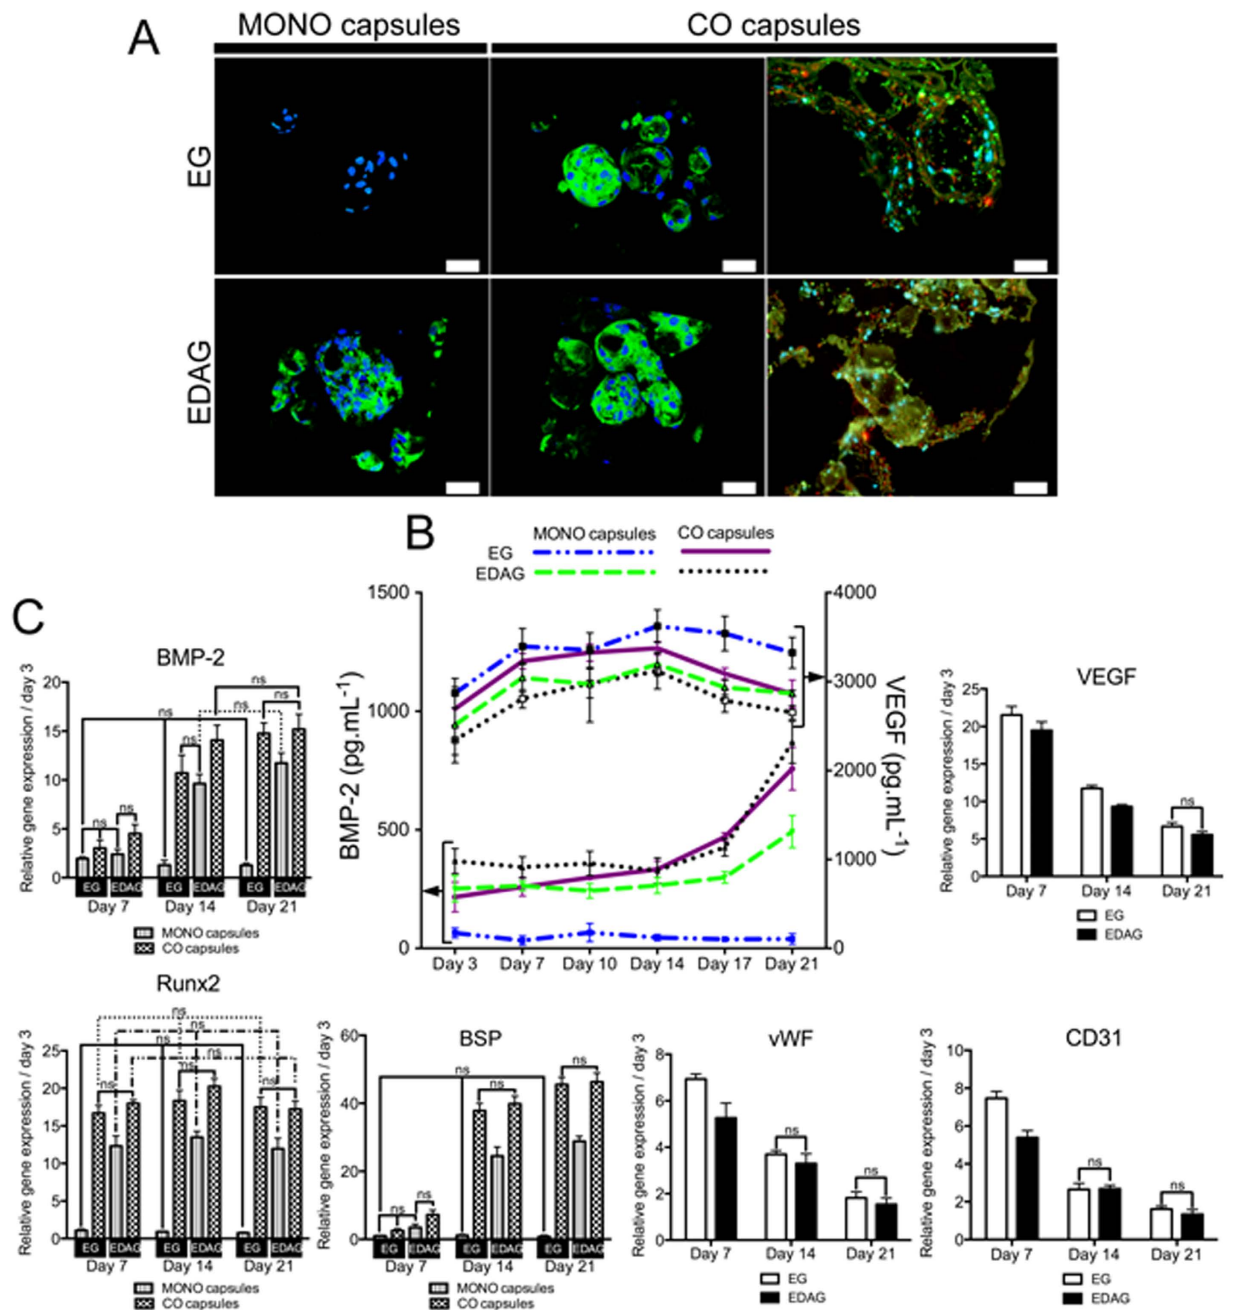 A
MONO capsules
CO capsules
EG
EDAG
B
MONO capsules
CO capsules
EG
EDAG
BMP-2 (pg.mL-1)
1500
1000
500
0
VEGF (pg.mL-1)
4000
3000
2000
1000
0
Day 3
Day 7
Day 10
Day 14
Day 17
Day 21
C
BMP-2
Relative gene expression / day 3
20
15
10
5
0
ns
ns
ns
ns
ns
ns
ns
EG
EDAG
EG
EDAG
EG
EDAG
Day 7
Day 14
Day 21
MONO capsules
CO capsules
VEGF
Relative gene expression / day 3
25
20
15
10
5
0
ns
Day 7
Day 14
Day 21
EG
EDAG
Runx2
Relative gene expression / day 3
25
20
15
10
5
0
ns
ns
ns
ns
ns
ns
ns
EG
EDAG
EG
EDAG
EG
EDAG
Day 7
Day 14
Day 21
MONO capsules
CO capsules
BSP
Relative gene expression / day 3
60
40
20
0
ns
ns
ns
ns
ns
EG
EDAG
EG
EDAG
EG
EDAG
Day 7
Day 14
Day 21
MONO capsules
CO capsules
vWF
Relative gene expression / day 3
8
6
4
2
0
ns
ns
Day 7
Day 14
Day 21
EG
EDAG
CD31
Relative gene expression / day 3
10
8
6
4
2
0
ns
ns
Day 7
Day 14
Day 21
EG
EDAG